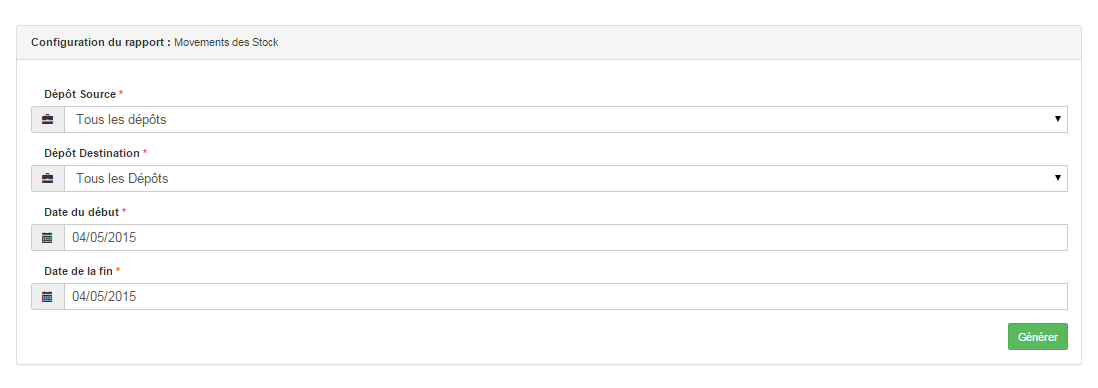 Configuration du rapport : Movements des Stock
Dépôt Source *
Tous les dépôts
Dépôt Destination *
Tous les Dépôts
Date du début *
04/05/2015
Date de la fin *
04/05/2015
Générer